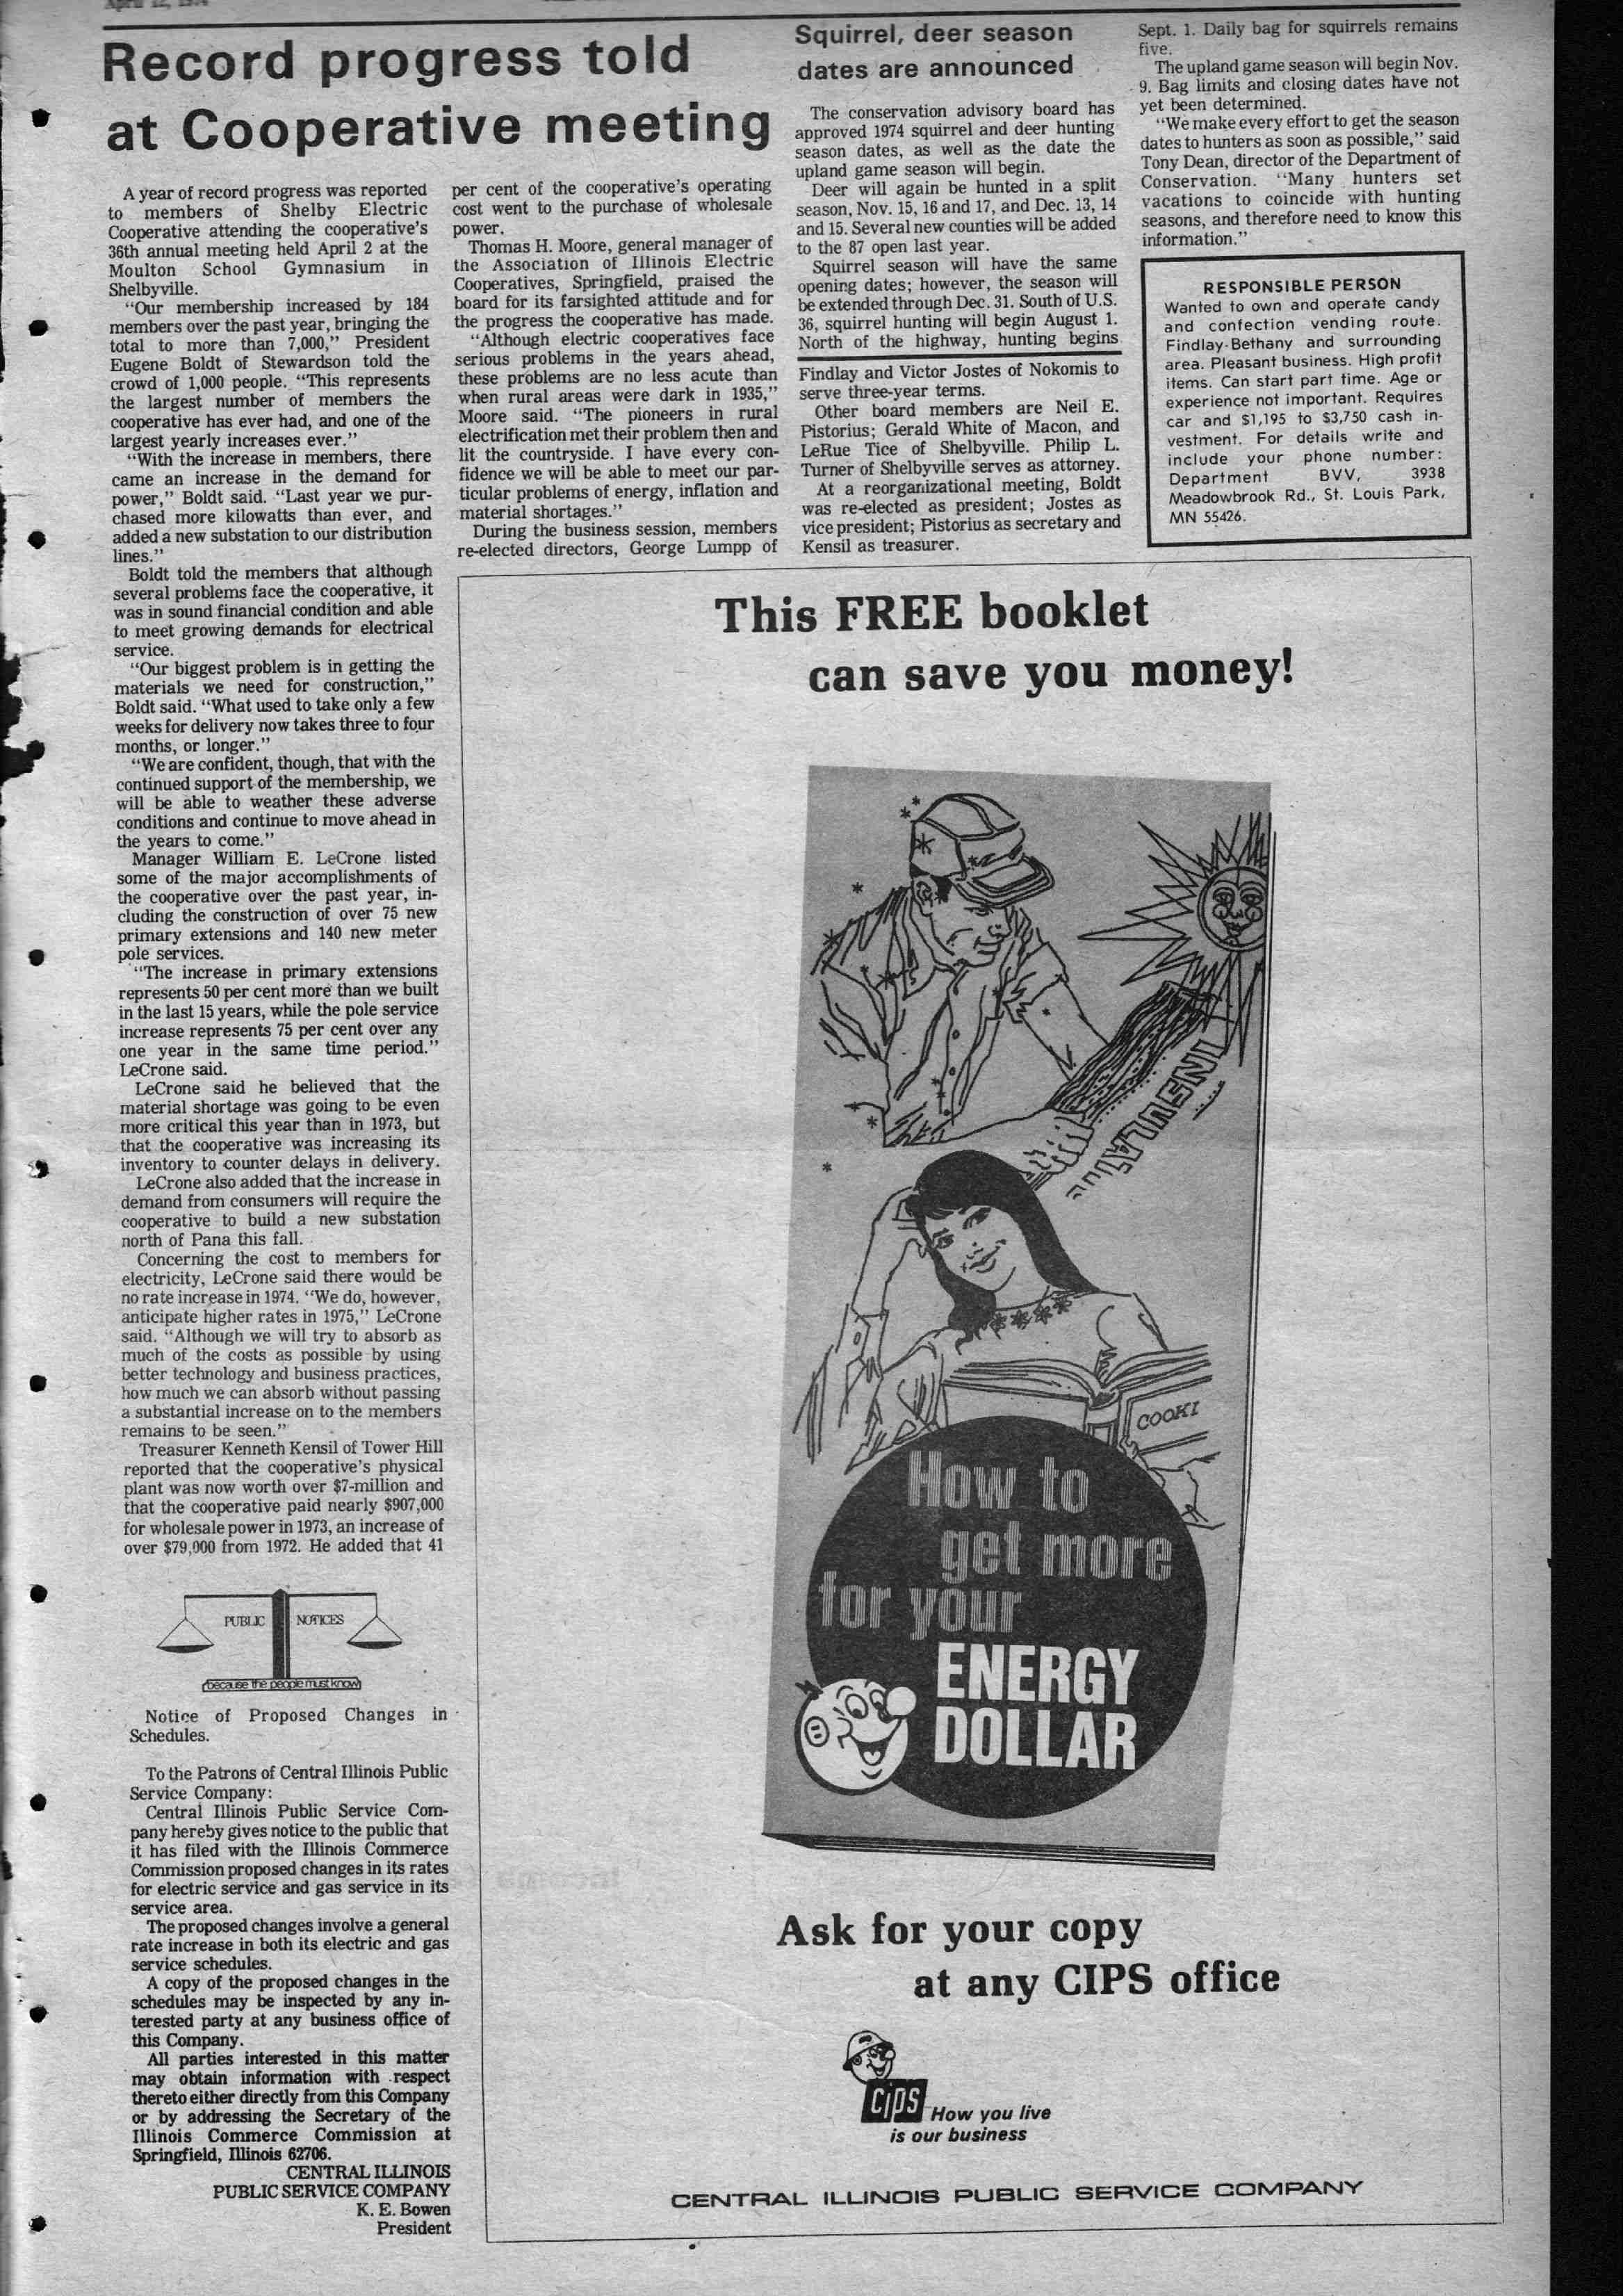 April 12, 1974
Record progress told
at Cooperative meeting
A year of record progress was reported
to members of Shelby Electric
Cooperative attending the cooperative's
36th annual meeting held April 2 at the
Moulton School Gymnasium in
Shelbyville.
"Our membership increased by 184
members over the past year, bringing the
total to more than 7,000," President
Eugene Boldt of Stewardson told the
crowd of 1,000 people. "This represents
the largest number of members the
cooperative has ever had, and one of the
largest yearly increases ever."
"With the increase in members, there
came an increase in the demand for
power," Boldt said. "Last year we pur-
chased more kilowatts than ever, and
added a new substation to our distribution
lines."
Boldt told the members that although
several problems face the cooperative, it
was in sound financial condition and able
to meet growing demands for electrical
service.
"Our biggest problem is in getting the
materials we need for construction,"
Boldt said. "What used to take only a few
weeks for delivery now takes three to four
months, or longer."
"We are confident, though, that with the
continued support of the membership, we
will be able to weather these adverse
conditions and continue to move ahead in
the years to come."
Manager William E. LeCrone listed
some of the major accomplishments of
the cooperative over the past year, in-
cluding the construction of over 75 new
primary extensions and 140 new meter
pole services.
"The increase in primary extensions
represents 50 per cent more than we built
in the last 15 years, while the pole service
increase represents 75 per cent over any
one year in the same time period."
LeCrone said.
LeCrone said he believed that the
material shortage was going to be even
more critical this year than in 1973, but
that the cooperative was increasing its
inventory to counter delays in delivery.
LeCrone also added that the increase in
demand from consumers will require the
cooperative to build a new substation
north of Pana this fall.
Concerning the cost to members for
electricity, LeCrone said there would be
no rate increase in 1974. "We do, however,
anticipate higher rates in 1975," LeCrone
said. "Although we will try to absorb as
much of the costs as possible by using
better technology and business practices,
how much we can absorb without passing
a substantial increase on to the members
remains to be seen."
Treasurer Kenneth Kensil of Tower Hill
reported that the cooperative's physical
plant was now worth over $7-million and
that the cooperative paid nearly $907,000
for wholesale power in 1973, an increase of
over $79,000 from 1972. He added that 41
per cent of the cooperative's operating
cost went to the purchase of wholesale
power.
Thomas H. Moore, general manager of
the Association of Illinois Electric
Cooperatives, Springfield, praised the
board for its farsighted attitude and for
the progress the cooperative has made.
"Although electric cooperatives face
serious problems in the years ahead,
these problems are no less acute than
when rural areas were dark in 1935,"
Moore said. "The pioneers in rural
electrification met their problem then and
lit the countryside. I have every con-
fidence we will be able to meet our par-
ticular problems of energy, inflation and
material shortages."
During the business session, members
re-elected directors, George Lumpp of
Findlay and Victor Jostes of Nokomis to
serve three-year terms.
Other board members are Neil E.
Pistorius; Gerald White of Macon, and
LeRue Tice of Shelbyville. Philip L.
Turner of Shelbyville serves as attorney.
At a reorganizational meeting, Boldt
was re-elected as president; Jostes as
vice president; Pistorius as secretary and
Kensil as treasurer.
Squirrel, deer season
dates are announced
The conservation advisory board has
approved 1974 squirrel and deer hunting
season dates, as well as the date the
upland game season will begin.
Deer will again be hunted in a split
season, Nov. 15, 16 and 17, and Dec. 13, 14
and 15. Several new counties will be added
to the 87 open last year.
Squirrel season will have the same
opening dates; however, the season will
be extended through Dec. 31. South of U.S.
36, squirrel hunting will begin August 1.
North of the highway, hunting begins
Sept. 1. Daily bag for squirrels remains
five.
The upland game season will begin Nov.
9. Bag limits and closing dates have not
yet been determined.
"We make every effort to get the season
dates to hunters as soon as possible," said
Tony Dean, director of the Department of
Conservation. "Many hunters set
vacations to coincide with hunting
seasons, and therefore need to know this
information."
RESPONSIBLE PERSON
Wanted to own and operate candy
and confection vending route.
Findlay-Bethany and surrounding
area. Pleasant business. High profit
items. Can start part time. Age or
experience not important. Requires
car and $1,195 to $3,750 cash in-
vestment. For details write and
include your phone number:
Department BVV, 3938
Meadowbrook Rd., St. Louis Park,
MN 55426.
PUBLIC NOTICES
because the people must know
Notice of Proposed Changes in
Schedules.
To the Patrons of Central Illinois Public
Service Company:
Central Illinois Public Service Com-
pany hereby gives notice to the public that
it has filed with the Illinois Commerce
Commission proposed changes in its rates
for electric service and gas service in its
service area.
The proposed changes involve a general
rate increase in both its electric and gas
service schedules.
A copy of the proposed changes in the
schedules may be inspected by any in-
terested party at any business office of
this Company.
All parties interested in this matter
may obtain information with respect
thereto either directly from this Company
or by addressing the Secretary of the
Illinois Commerce Commission at
Springfield, Illinois 62706.
CENTRAL ILLINOIS
PUBLIC SERVICE COMPANY
K. E. Bowen
President
This FREE booklet
can save you money!
INSULATI
COOKI
How to
get more
for your
ENERGY
DOLLAR
Ask for your copy
at any CIPS office
CIPS
How you live
is our business
CENTRAL ILLINOIS PUBLIC SERVICE COMPANY